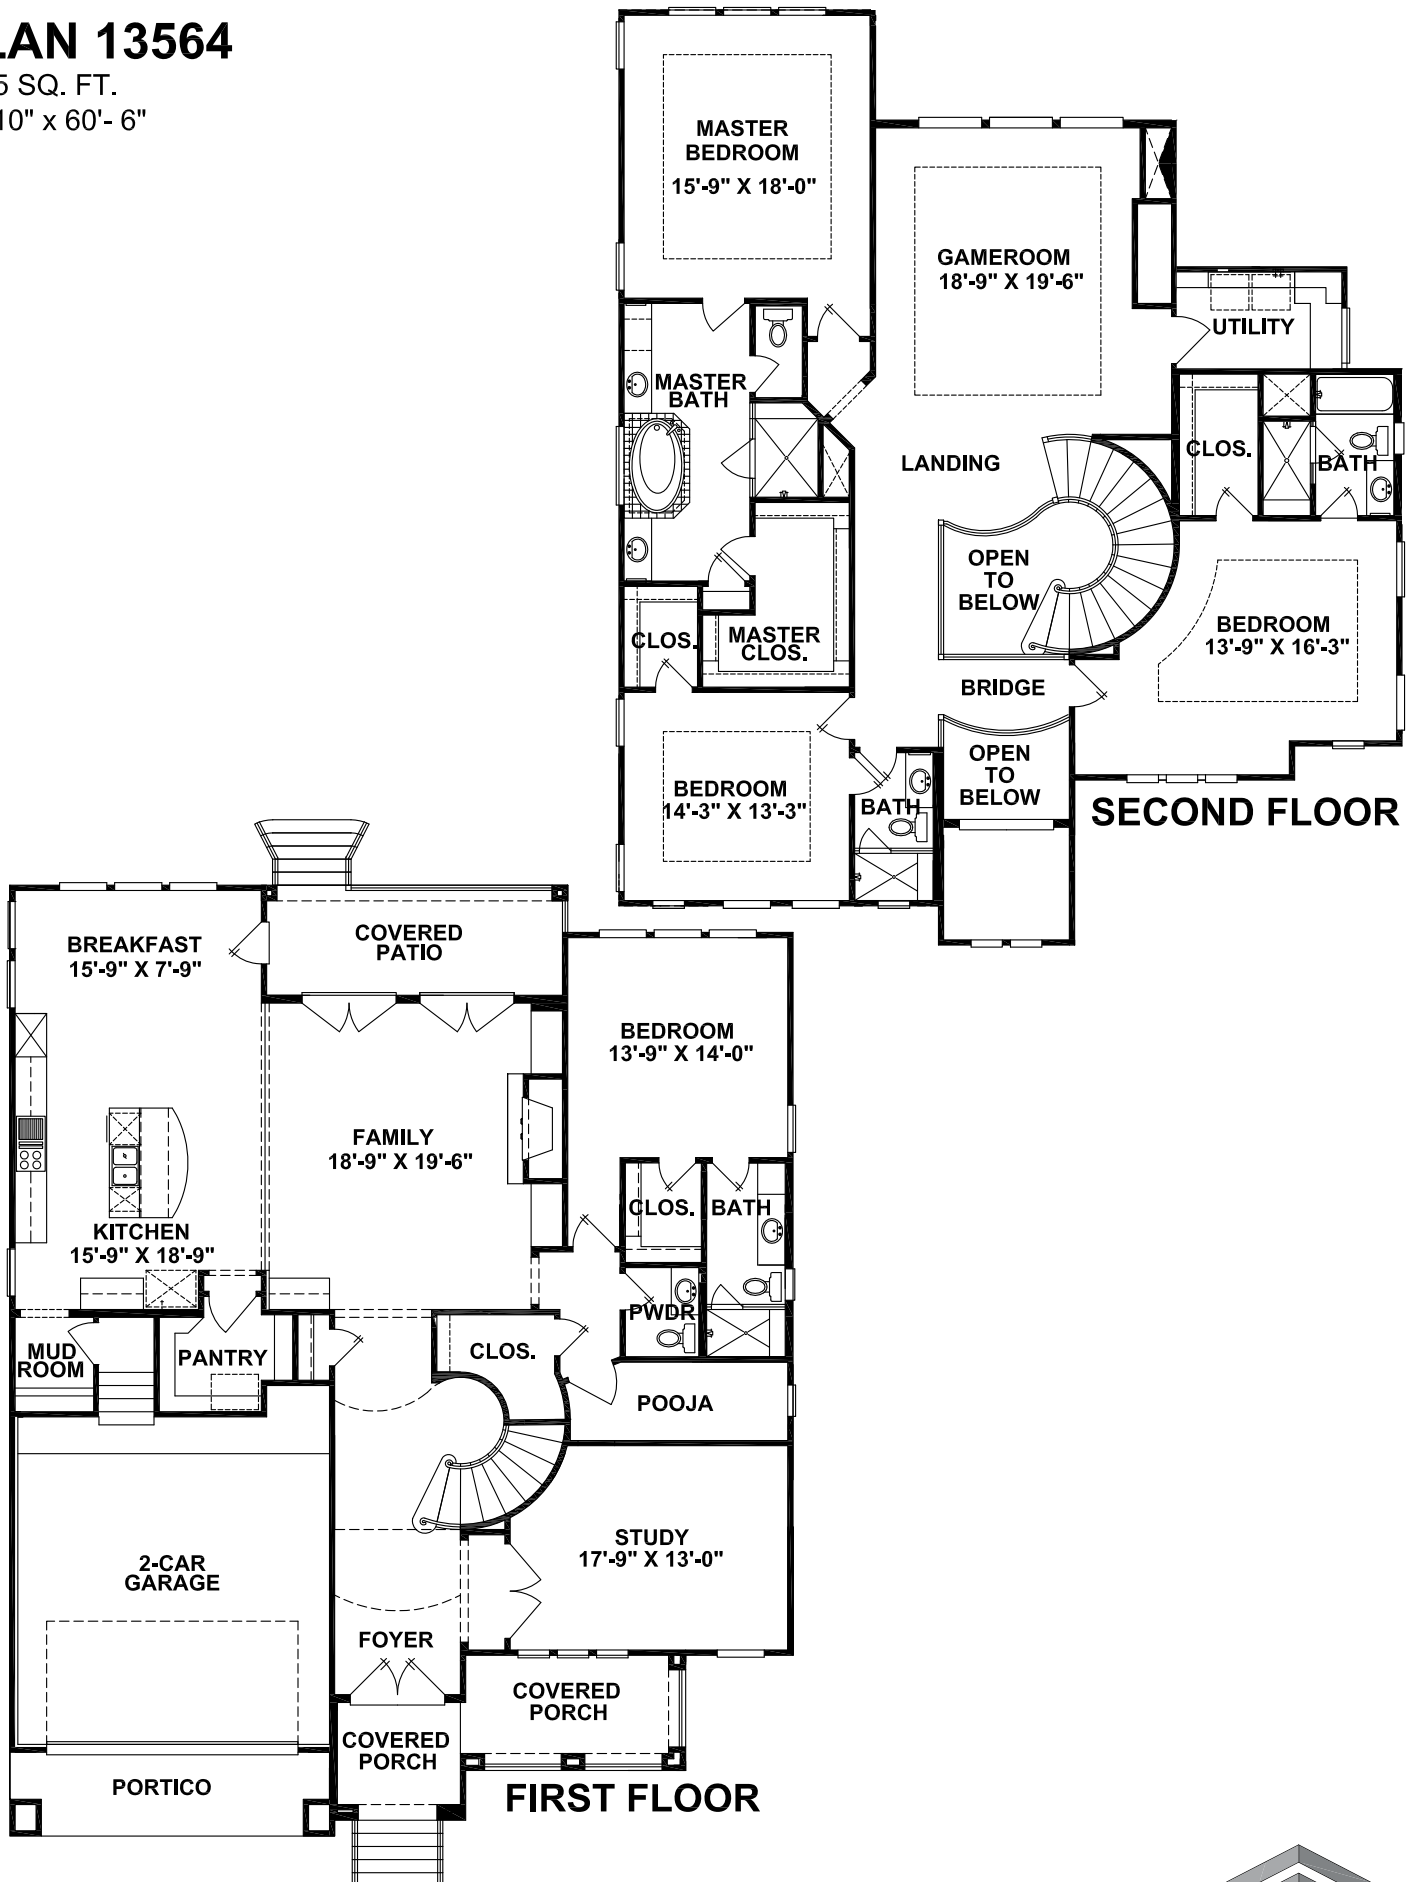 LAN 13564
5 SQ. FT.
10" x 60'- 6"
MASTER
BEDROOM
15'-9" X 18'-0"
GAMEROOM
18'-9" X 19'-6"
UTILITY
MASTER
BATH
LANDING
CLOS.
BATH
OPEN
TO
BELOW
CLOS.
MASTER
CLOS.
BEDROOM
13'-9" X 16'-3"
BRIDGE
BEDROOM
14'-3" X 13'-3"
BATH
OPEN
TO
BELOW
SECOND FLOOR
BREAKFAST
15'-9" X 7'-9"
COVERED
PATIO
BEDROOM
13'-9" X 14'-0"
FAMILY
18'-9" X 19'-6"
KITCHEN
15'-9" X 18'-9"
CLOS.
BATH
PWDR
MUD
ROOM
PANTRY
CLOS.
POOJA
STUDY
17'-9" X 13'-0"
2-CAR
GARAGE
FOYER
COVERED
PORCH
COVERED
PORCH
PORTICO
FIRST FLOOR